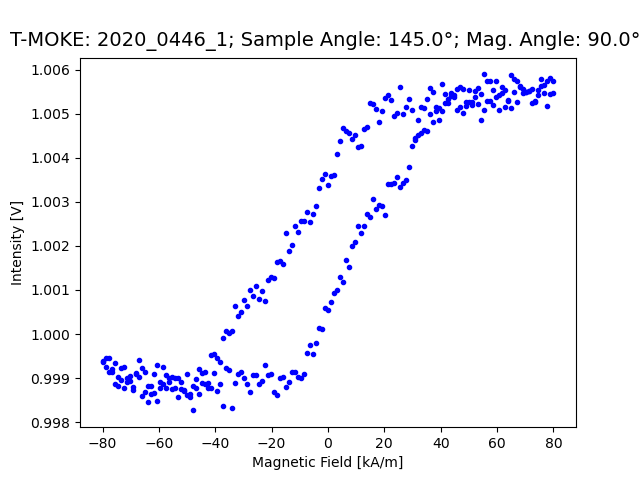 T-MOKE: 2020_0446_1; Sample Angle: 145.0°; Mag. Angle: 90.0°
1.006
1.005
1.004
1.003
1.002
1.001
1.000
0.999
0.998
Intensity [V]
−80 −60 −40 −20 0 20 40 60 80
Magnetic Field [kA/m]